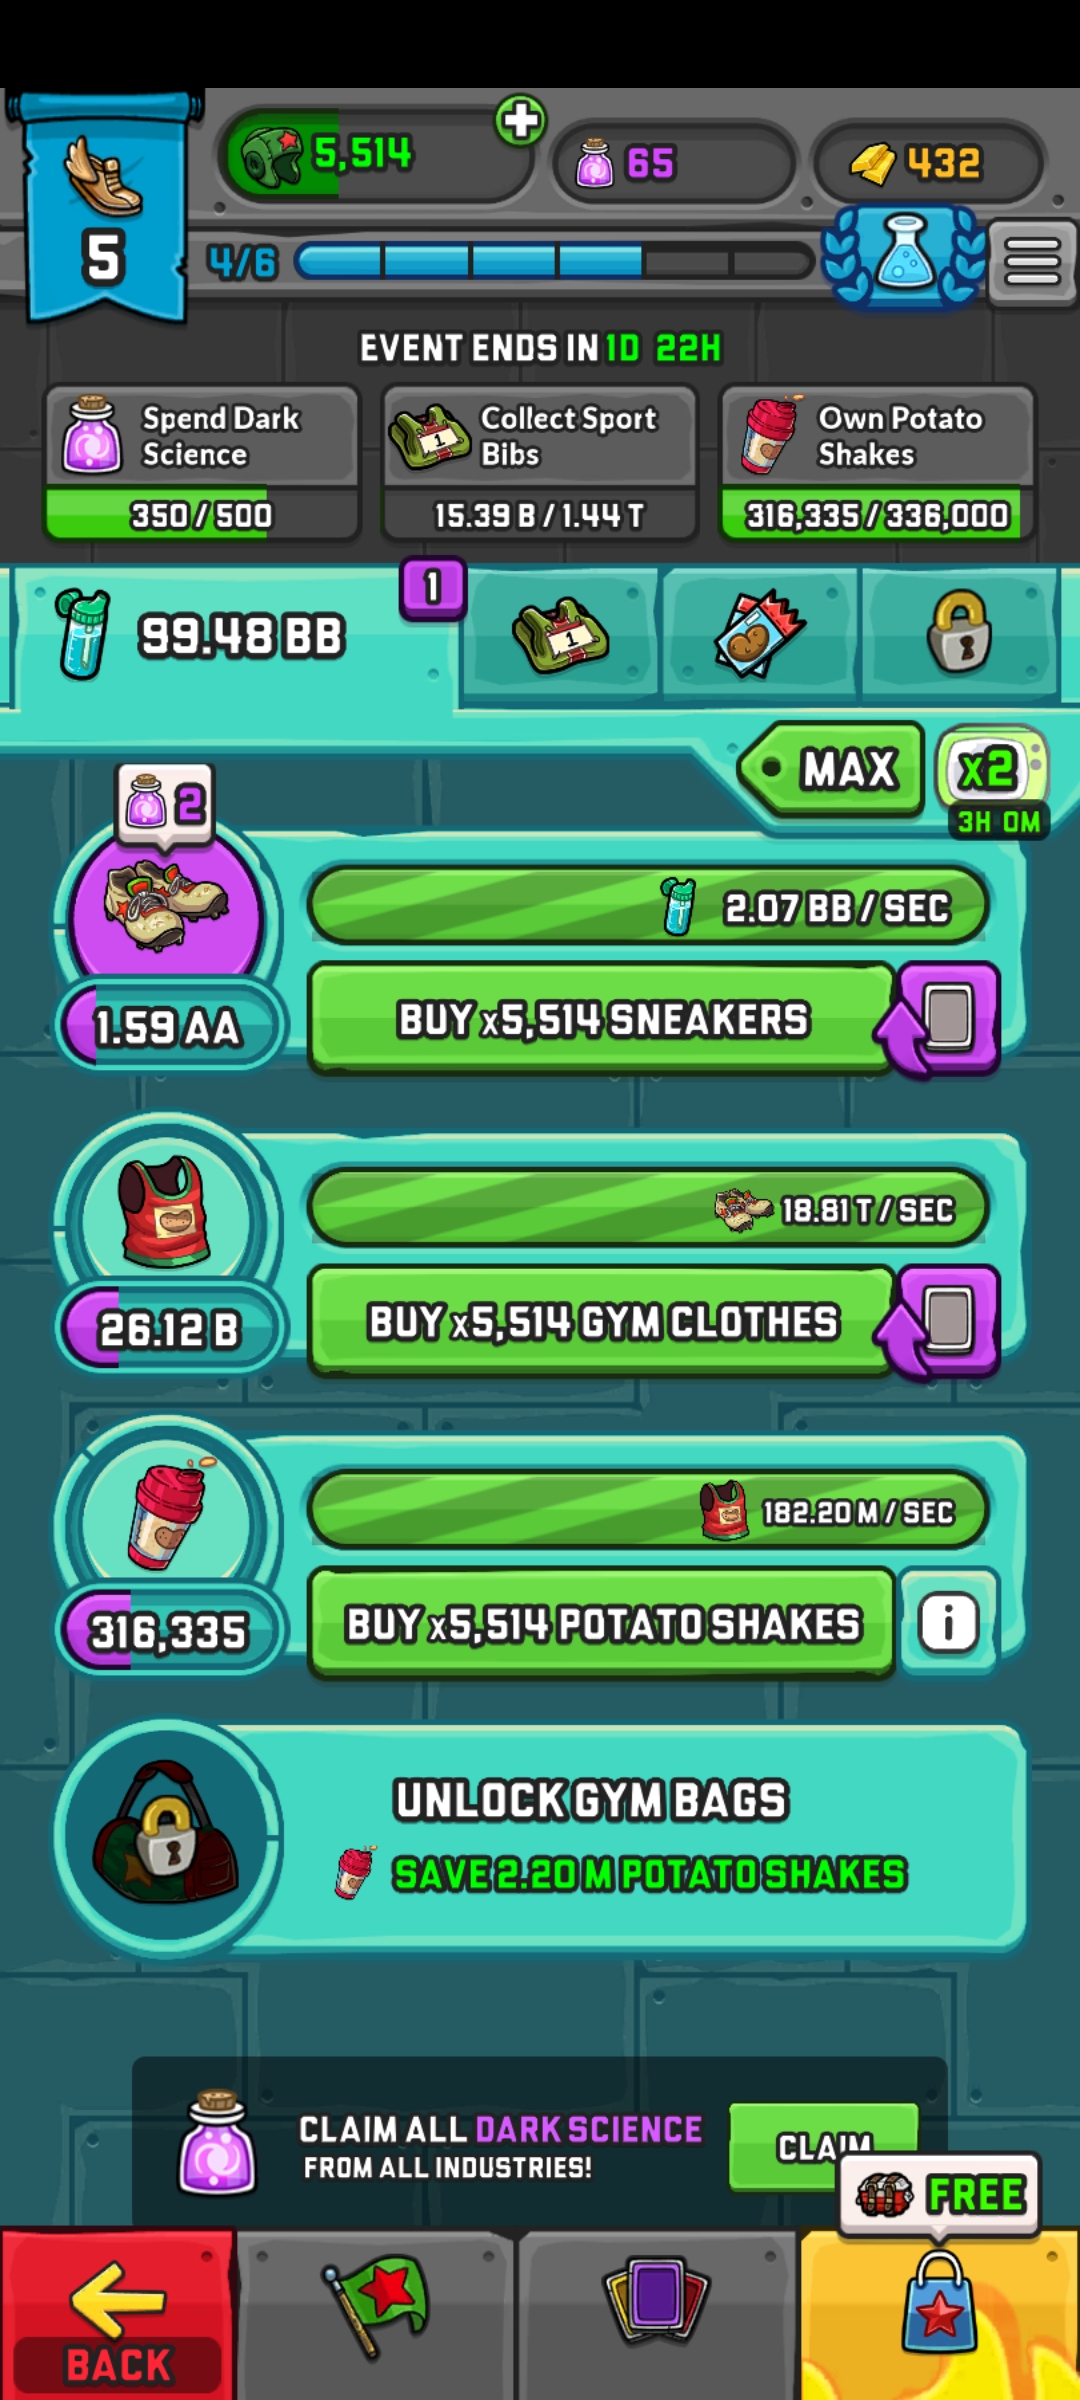 5,514
65
432
5
4/6
EVENT ENDS IN 1D 22H
Spend Dark
Science
350 / 500
Collect Sport
Bibs
15.39 B / 1.44 T
Own Potato
Shakes
316,335 / 336,000
99.48 BB
1
1
1
MAX
x2
3H 0M
2
2.07 BB / SEC
1.59 AA
BUY x5,514 SNEAKERS
18.81 T / SEC
26.12 B
BUY x5,514 GYM CLOTHES
182.20 M / SEC
316,335
BUY x5,514 POTATO SHAKES
i
UNLOCK GYM BAGS
SAVE 2.20 M POTATO SHAKES
CLAIM ALL DARK SCIENCE
FROM ALL INDUSTRIES!
CLAIM
FREE
BACK